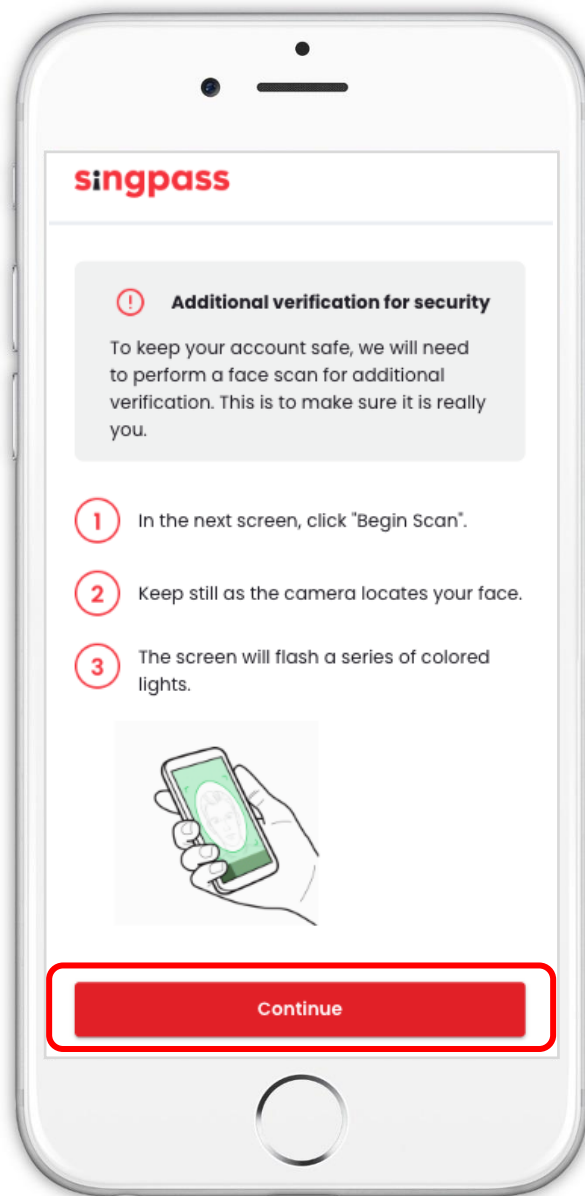 singpass
Additional verification for security
To keep your account safe, we will need
to perform a face scan for additional
verification. This is to make sure it is really
you.
1 In the next screen, click "Begin Scan".
2 Keep still as the camera locates your face.
3 The screen will flash a series of colored
lights.
Continue